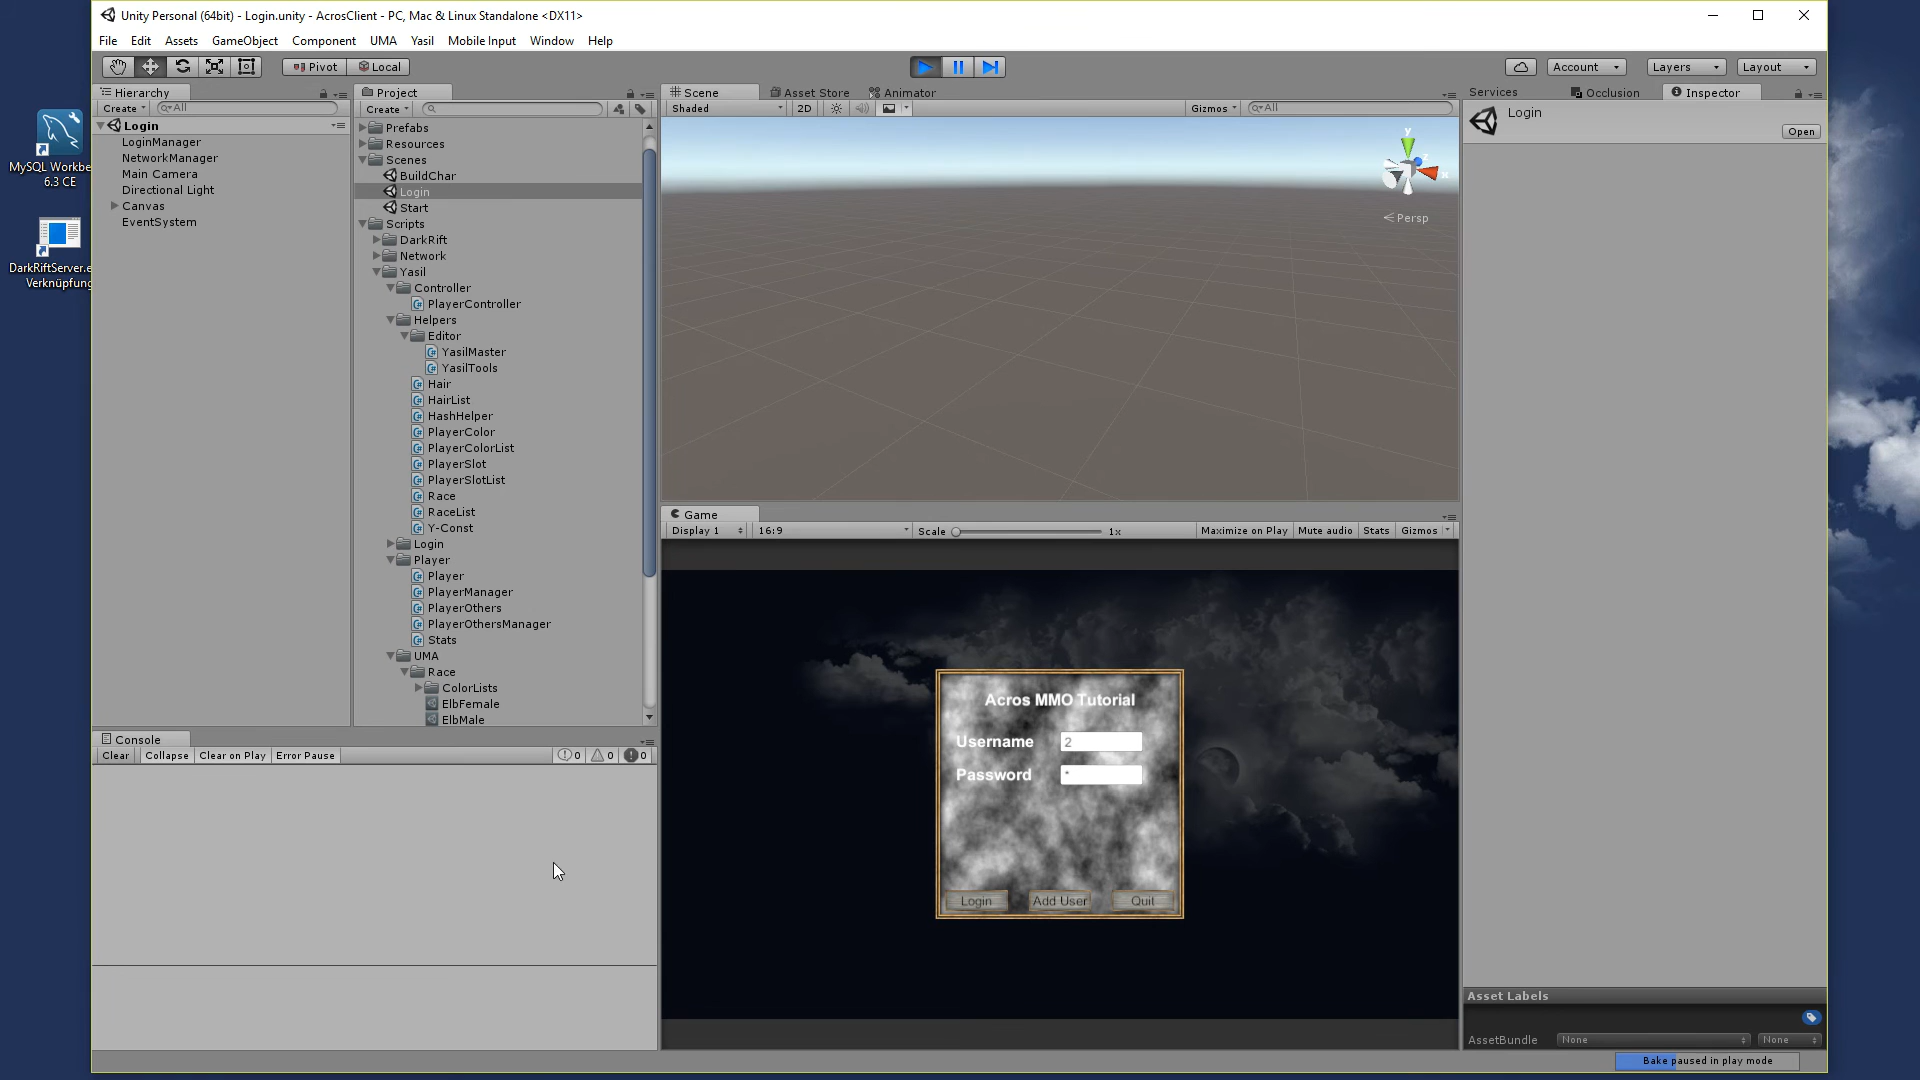 Unity Personal (64bit) - Login.unity - AcrosClient - PC, Mac & Linux Standalone <DX11>
File Edit Assets GameObject Component UMA Yasil Mobile Input Window Help
Pivot Local Account Layers Layout
Hierarchy
Create All
Login
LoginManager
NetworkManager
Main Camera
Directional Light
Canvas
EventSystem
MySQL Workbe
6.3 CE
DarkRiftServer.e
Verknüpfung
Project
Create
Prefabs
Resources
Scenes
BuildChar
Login
Start
Scripts
DarkRift
Network
Yasil
Controller
PlayerController
Helpers
Editor
YasilMaster
YasilTools
Hair
HairList
HashHelper
PlayerColor
PlayerColorList
PlayerSlot
PlayerSlotList
Race
RaceList
Y-Const
Login
Player
Player
PlayerManager
PlayerOthers
PlayerOthersManager
Stats
UMA
Race
ColorLists
ElbFemale
ElbMale
Scene Asset Store Animator
Shaded 2D Gizmos All
y
x
Persp
Game
Display 1 16:9 Scale 1x Maximize on Play Mute audio Stats Gizmos
Acros MMO Tutorial
Username 2
Password *
Login Add User Quit
Services Occlusion Inspector
Login
Open
Console
Clear Collapse Clear on Play Error Pause 0 0 0
Asset Labels
AssetBundle None None
Bake paused in play mode